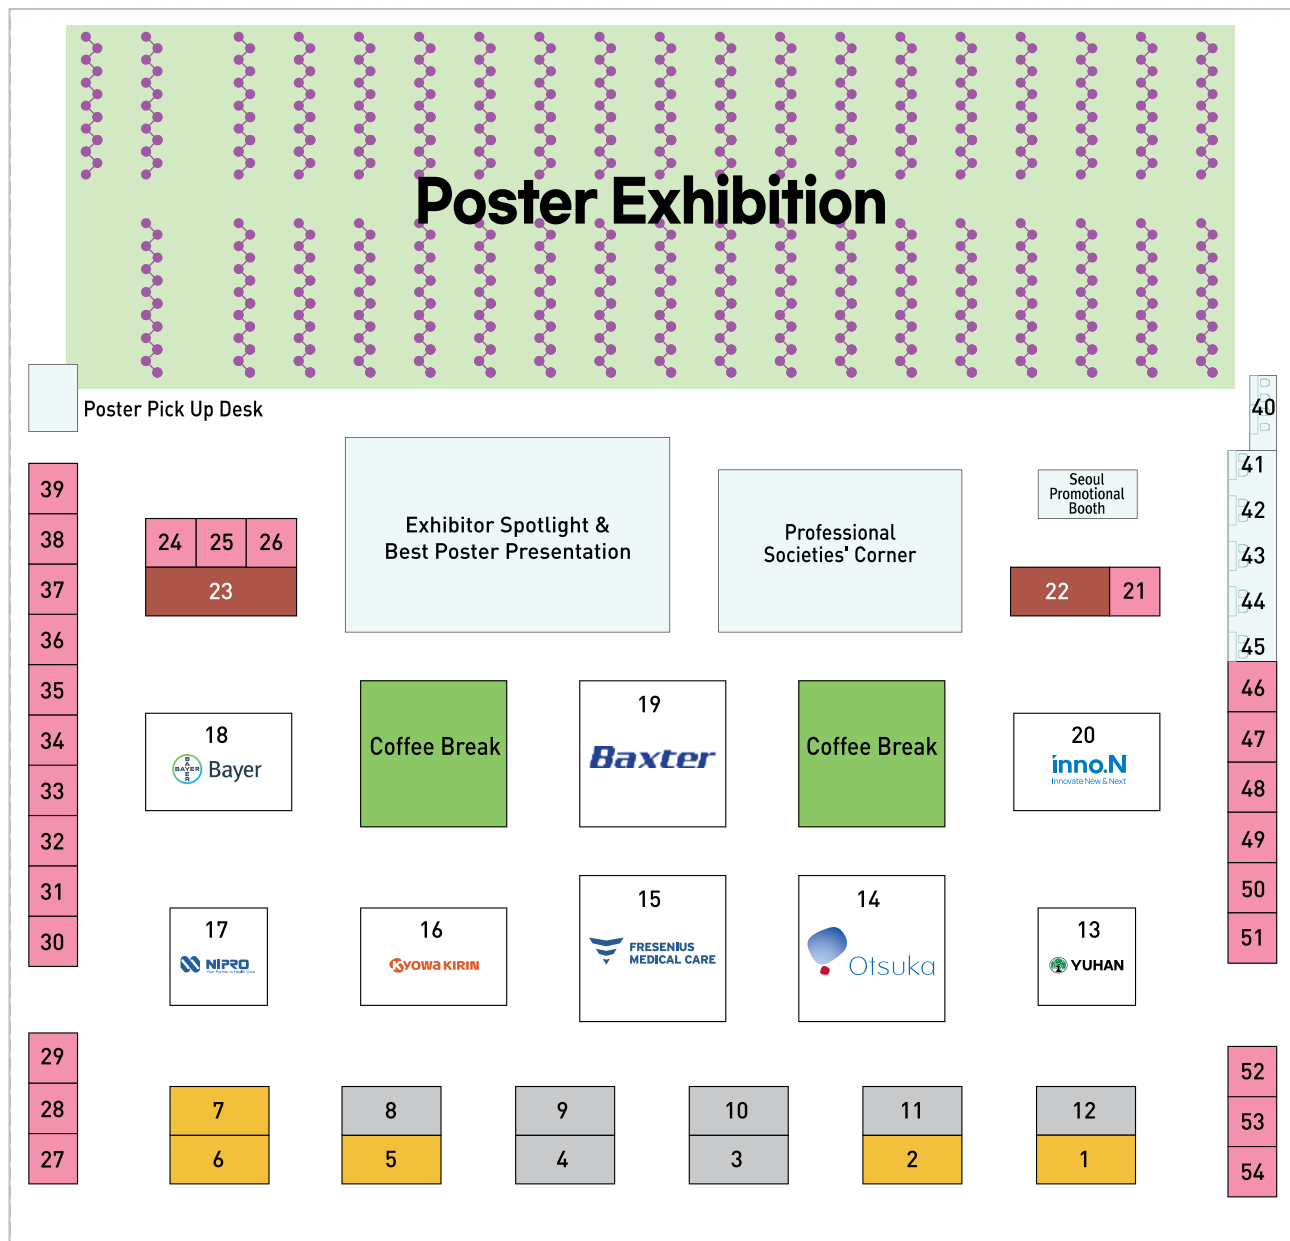 Poster Exhibition
Poster Pick Up Desk
40
41
42
43
44
45
46
47
48
49
50
51
52
53
54
39
38
37
36
35
34
33
32
31
30
29
28
27
24 25 26
23
Exhibitor Spotlight &
Best Poster Presentation
Professional
Societies' Corner
Seoul
Promotional
Booth
22 21
18
BAYER
BAYER
Bayer
Coffee Break
19
Baxter
Coffee Break
20
inno.N
Innovate New & Next
17
NIPRO
16
KYOWA KIRIN
15
FRESENIUS
MEDICAL CARE
14
Otsuka
13
YUHAN
7 8 9 10 11 12
6 5 4 3 2 1